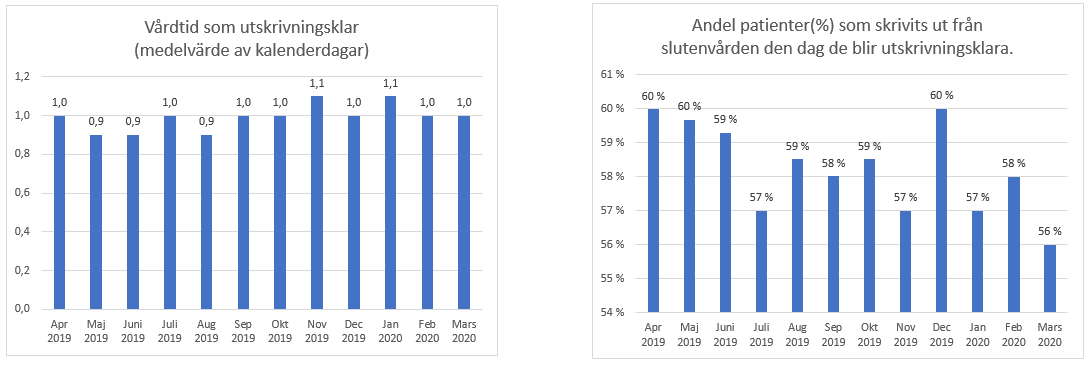 Vårdtid som utskrivningsklar
(medelvärde av kalenderdagar)
1,2
1,0
0,8
0,6
0,4
0,2
0,0
1,0 0,9 0,9 1,0 0,9 1,0 1,0 1,1 1,0 1,1 1,0 1,0
Apr Maj Juni Juli Aug Sep Okt Nov Dec Jan Feb Mars
2019 2019 2019 2019 2019 2019 2019 2019 2019 2020 2020 2020
Andel patienter(%) som skrivits ut från
slutenvården den dag de blir utskrivningsklara.
61 %
60 %
59 %
58 %
57 %
56 %
55 %
54 %
60 % 60 % 59 % 57 % 59 % 58 % 59 % 57 % 60 % 57 % 58 % 56 %
Apr Maj Juni Juli Aug Sep Okt Nov Dec Jan Feb Mars
2019 2019 2019 2019 2019 2019 2019 2019 2019 2020 2020 2020